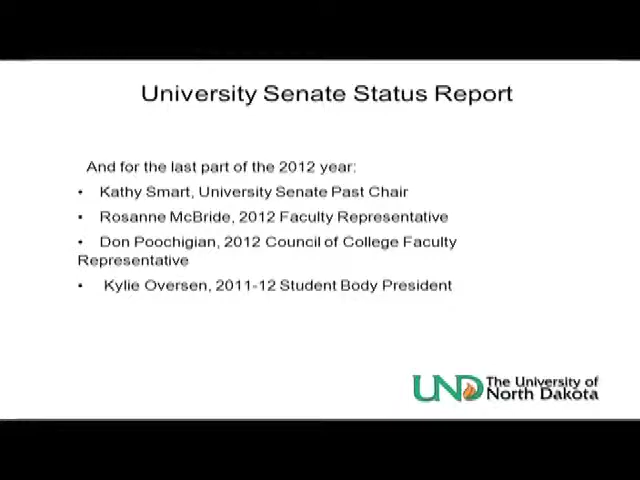 University Senate Status Report
And for the last part of the 2012 year:
• Kathy Smart, University Senate Past Chair
• Rosanne McBride, 2012 Faculty Representative
• Don Poochigian, 2012 Council of College Faculty
Representative
• Kylie Oversen, 2011-12 Student Body President
UND The University of
North Dakota